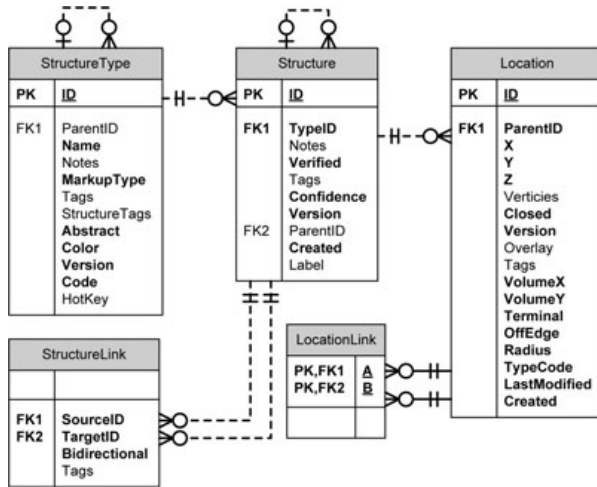 StructureType
PK ID
FK1 ParentID
Name
Notes
MarkupType
Tags
StructureTags
Abstract
Color
Version
Code
HotKey
Structure
PK ID
FK1 TypeID
Notes
Verified
Tags
Confidence
Version
FK2 ParentID
Created
Label
Location
PK ID
FK1 ParentID
X
Y
Z
Verticies
Closed
Version
Overlay
Tags
VolumeX
VolumeY
Terminal
OffEdge
Radius
TypeCode
LastModified
Created
StructureLink
FK1 SourceID
FK2 TargetID
Bidirectional
Tags
LocationLink
PK,FK1 A
PK,FK2 B